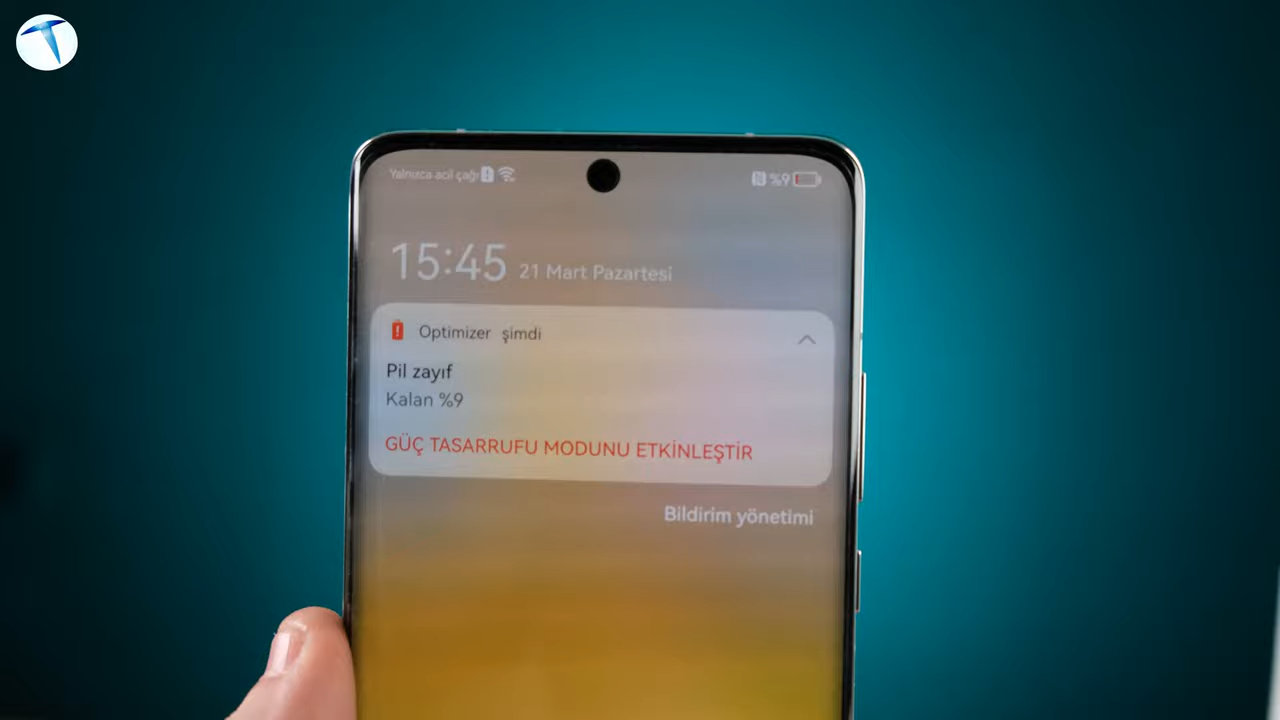 Yalnızca acil çağrı
%9
15:45 21 Mart Pazartesi
Optimizer şimdi
Pil zayıf
Kalan %9
GÜÇ TASARRUFU MODUNU ETKİNLEŞTİR
Bildirim yönetimi